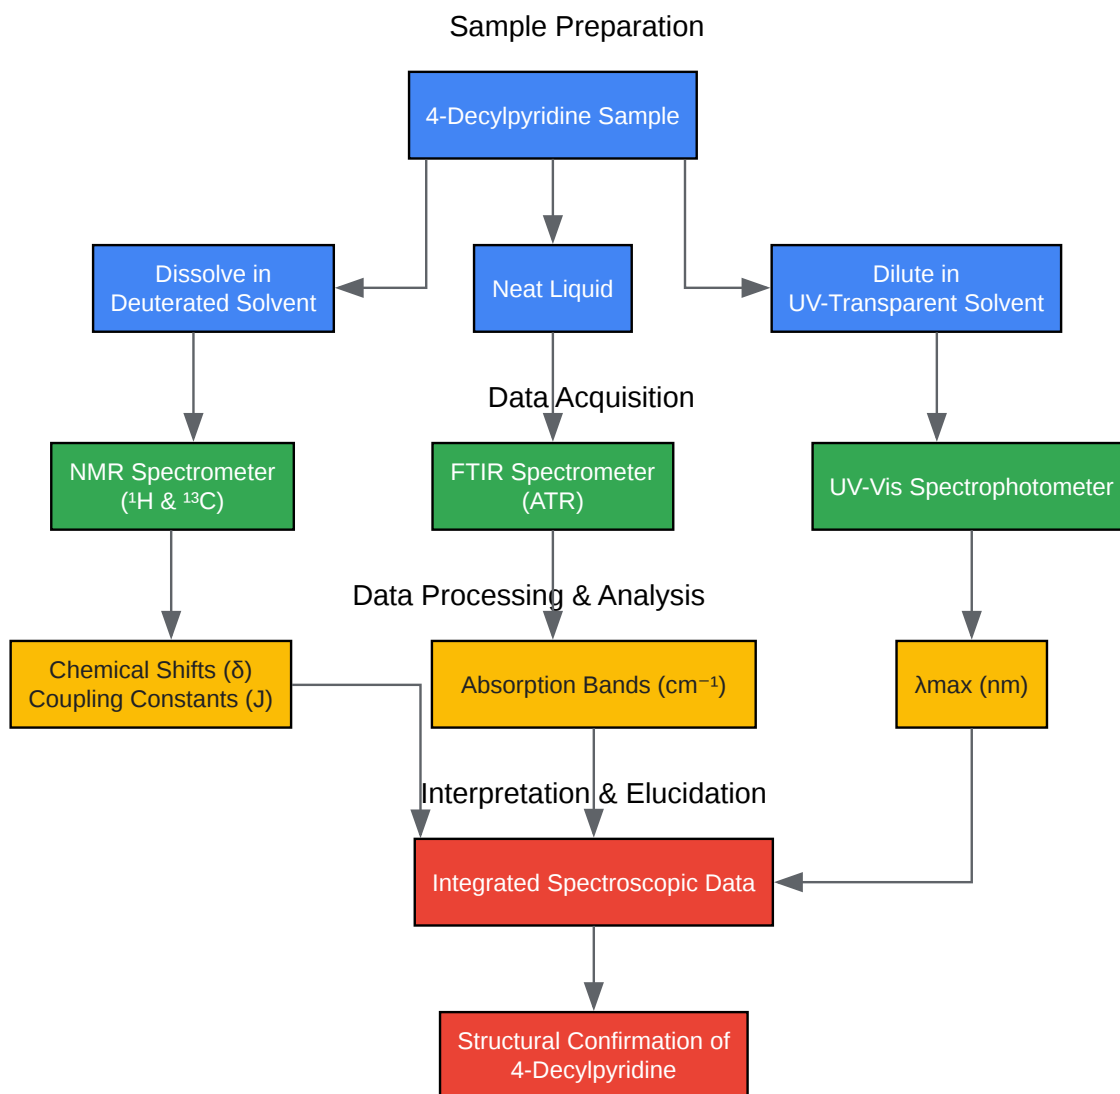 Sample Preparation
4-Decylpyridine Sample
Dissolve in
Deuterated Solvent
Neat Liquid
Dilute in
UV-Transparent Solvent
Data Acquisition
NMR Spectrometer
(¹H & ¹³C)
FTIR Spectrometer
(ATR)
UV-Vis Spectrophotometer
Data Processing & Analysis
Chemical Shifts (δ)
Coupling Constants (J)
Absorption Bands (cm⁻¹)
λmax (nm)
Interpretation & Elucidation
Integrated Spectroscopic Data
Structural Confirmation of
4-Decylpyridine